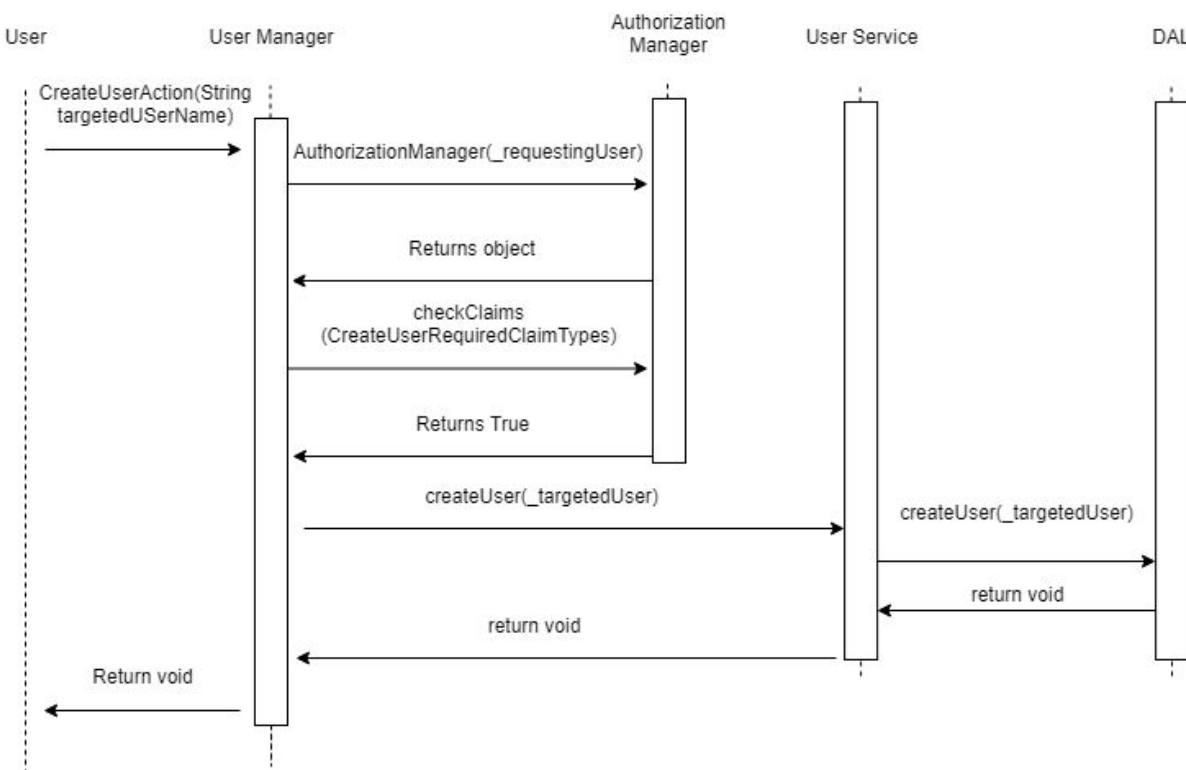 User
User Manager
Authorization
Manager
User Service
DAL
CreateUserAction(String
targetedUSerName)
AuthorizationManager(_requestingUser)
Returns object
checkClaims
(CreateUserRequiredClaimTypes)
Returns True
createUser(_targetedUser)
createUser(_targetedUser)
return void
return void
Return void